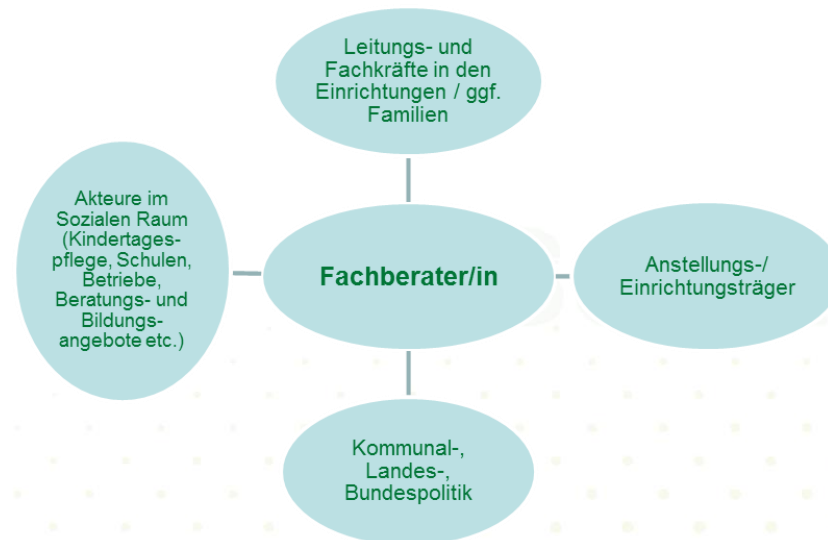 Leitungs- und
Fachkräfte in den
Einrichtungen / ggf.
Familien
Akteure im
Sozialen Raum
(Kindertages-
pflege, Schulen,
Betriebe,
Beratungs- und
Bildungs-
angebote etc.)
Fachberater/in
Anstellungs-/
Einrichtungsträger
Kommunal-,
Landes-,
Bundespolitik